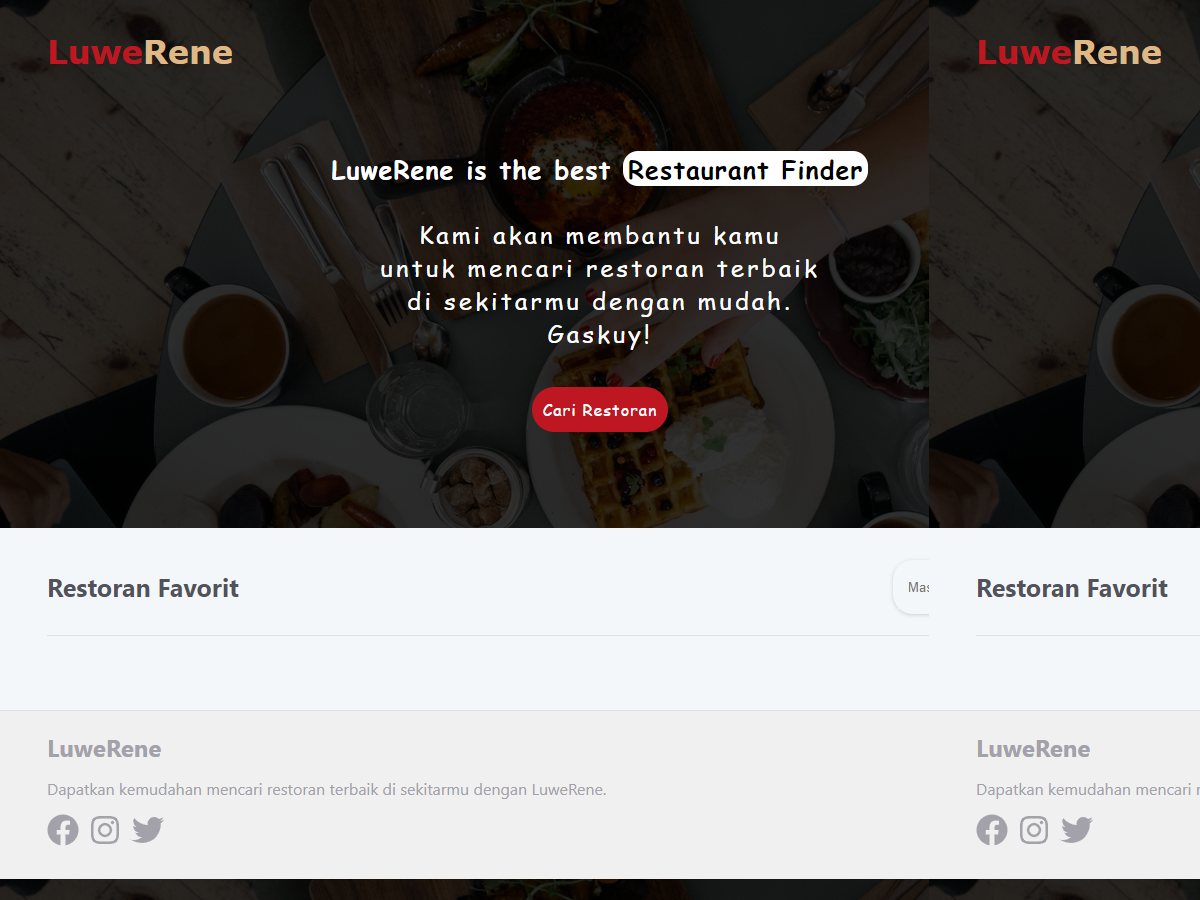 LuweRene
LuweRene
LuweRene is the best Restaurant Finder
Kami akan membantu kamu
untuk mencari restoran terbaik
di sekitarmu dengan mudah.
Gaskuy!
Cari Restoran
Restoran Favorit
Restoran Favorit
LuweRene
LuweRene
Dapatkan kemudahan mencari restoran terbaik di sekitarmu dengan LuweRene.
Dapatkan kemudahan mencari